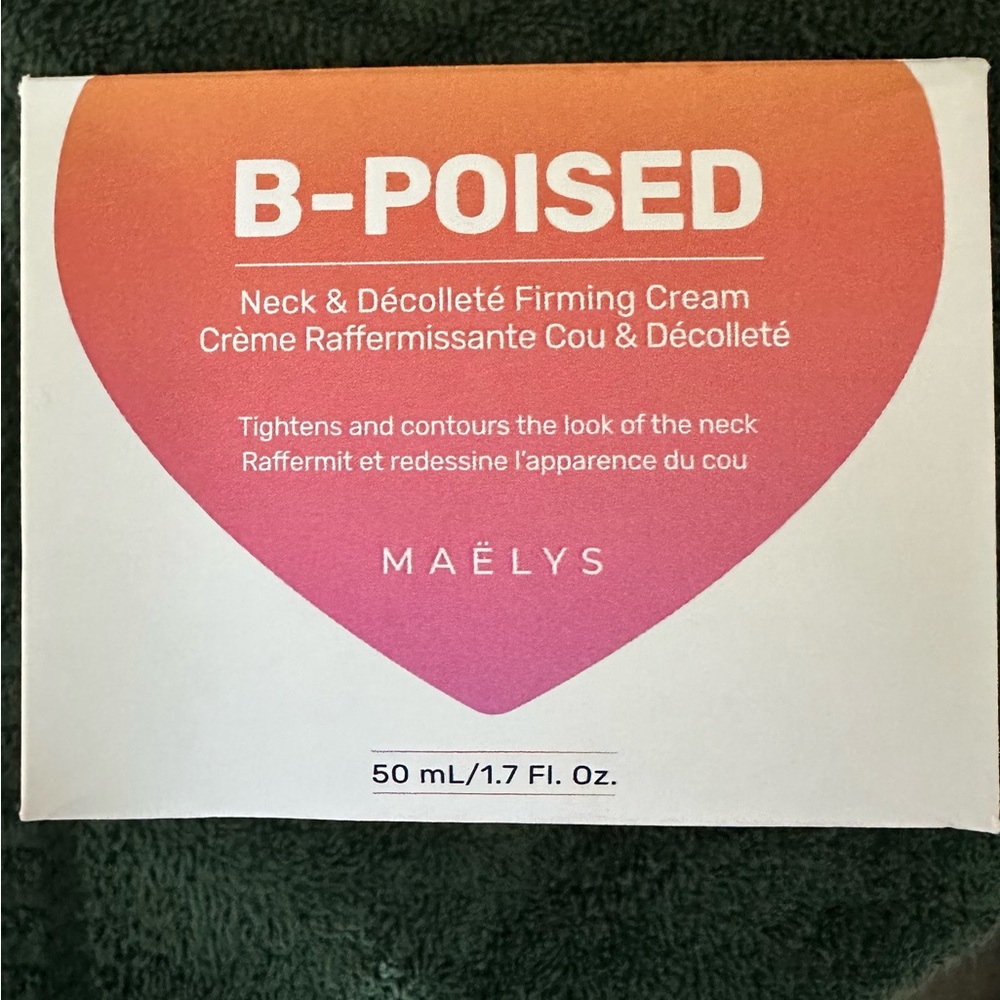 B-POISED
Neck & Décolleté Firming Cream
Crème Raffermissante Cou & Décolleté
Tightens and contours the look of the neck
Raffermit et redessine l'apparence du cou
MAËLYS
50 mL/1.7 Fl. Oz.